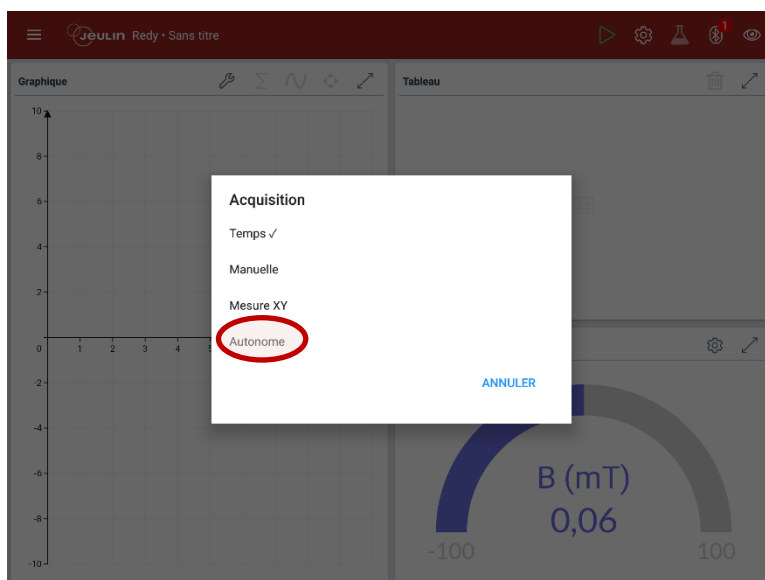 Jeulin Redy • Sans titre
1
Graphique
Tableau
10
8
6
4
2
0
1 2 3 4
-2
-4
-6
-8
-10
Acquisition
Temps ✓
Manuelle
Mesure XY
Autonome
ANNULER
B (mT)
0,06
-100
100